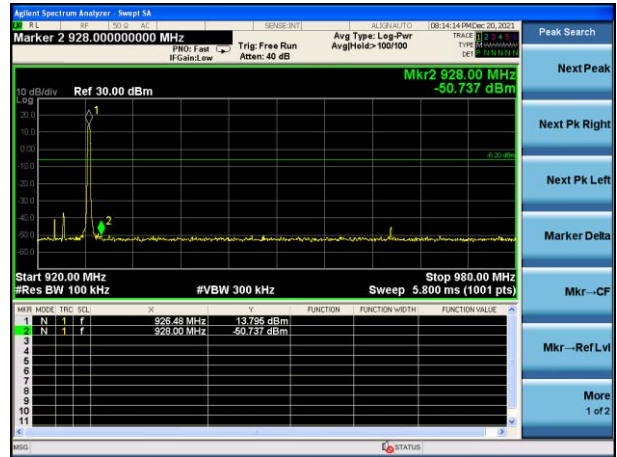 Agilent Spectrum Analyzer - Swept SA
RL RF 50 Ω AC SENSE:INT ALIGNAUTO 08:14:14 PM Dec 20, 2021
Marker 2 928.000000000 MHz
PNO: Fast
IFGain:Low
Trig: Free Run
Atten: 40 dB
Avg Type: Log-Pwr
Avg|Hold:> 100/100
TRACE 1 2 3 4 5 6
TYPE M
DET P N N N N N
Peak Search
Mkr2 928.00 MHz
-50.737 dBm
10 dB/div Ref 30.00 dBm
Log
20.0
10.0
0.00
-10.0
-20.0
-30.0
-40.0
-50.0
-60.0
1
2
-6.20 dBm
Start 920.00 MHz
Stop 980.00 MHz
#Res BW 100 kHz
#VBW 300 kHz
Sweep 5.800 ms (1001 pts)
MKR MODE TRC SCL X Y FUNCTION FUNCTION WIDTH FUNCTION VALUE
1 N 1 f 926.48 MHz 13.795 dBm
2 N 1 f 928.00 MHz -50.737 dBm
3
4
5
6
7
8
9
10
11
MSG
STATUS
Next Peak
Next Pk Right
Next Pk Left
Marker Delta
Mkr→CF
Mkr→Ref Lvl
More
1 of 2